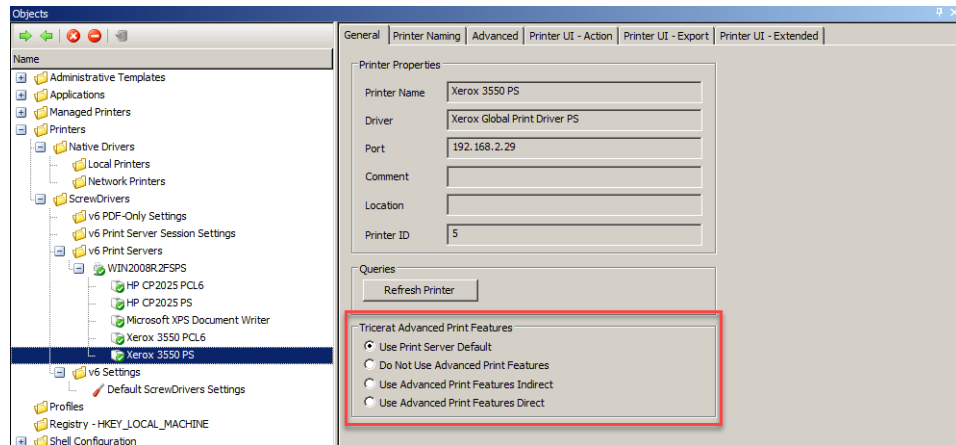 Objects
Name
Administrative Templates
Applications
Managed Printers
Printers
Native Drivers
Local Printers
Network Printers
ScrewDrivers
v6 PDF-Only Settings
v6 Print Server Session Settings
v6 Print Servers
WIN2008R2FSPS
HP CP2025 PCL6
HP CP2025 PS
Microsoft XPS Document Writer
Xerox 3550 PCL6
Xerox 3550 PS
v6 Settings
Default ScrewDrivers Settings
Profiles
Registry - HKEY_LOCAL_MACHINE
Shell Configuration
General Printer Naming Advanced Printer UI - Action Printer UI - Export Printer UI - Extended
Printer Properties
Printer Name Xerox 3550 PS
Driver Xerox Global Print Driver PS
Port 192.168.2.29
Comment
Location
Printer ID 5
Queries
Refresh Printer
Tricerat Advanced Print Features
Use Print Server Default
Do Not Use Advanced Print Features
Use Advanced Print Features Indirect
Use Advanced Print Features Direct